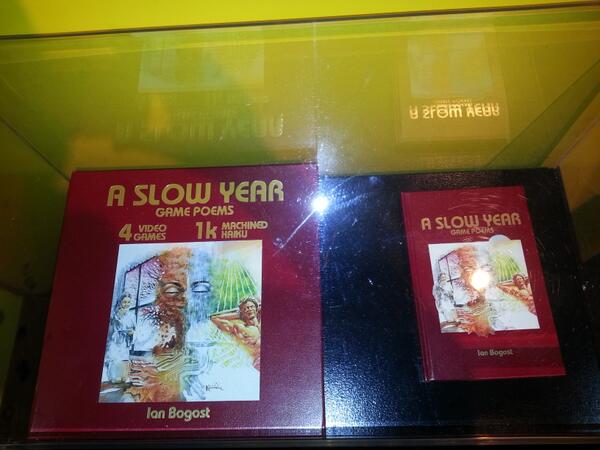 A SLOW YEAR
GAME POEMS
4 VIDEO GAMES
1k MACHINED HAIKU
Ian Bogost
A SLOW YEAR
GAME POEMS
Ian Bogost